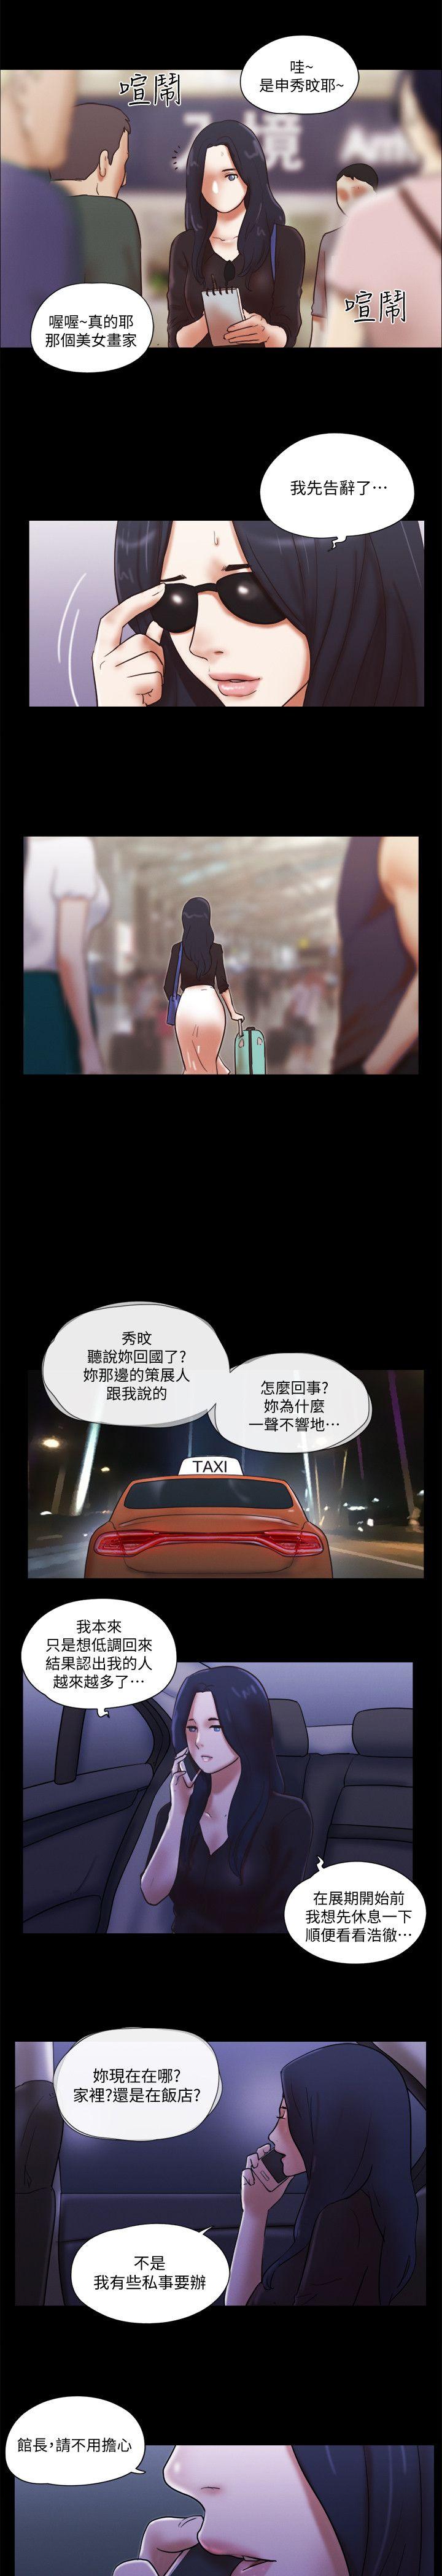 喧鬧
哇~
是申秀旼耶~
喔喔~真的耶
那個美女畫家
喧鬧
我先告辭了…
秀旼
聽說妳回國了?
妳那邊的策展人
跟我說的
怎麼回事?
妳為什麼
一聲不響地…
TAXI
我本來
只是想低調回來
結果認出我的人
越來越多了…
在展期開始前
我想先休息一下
順便看看浩徹…
妳現在在哪?
家裡?還是在飯店?
不是
我有些私事要辦
館長,請不用擔心